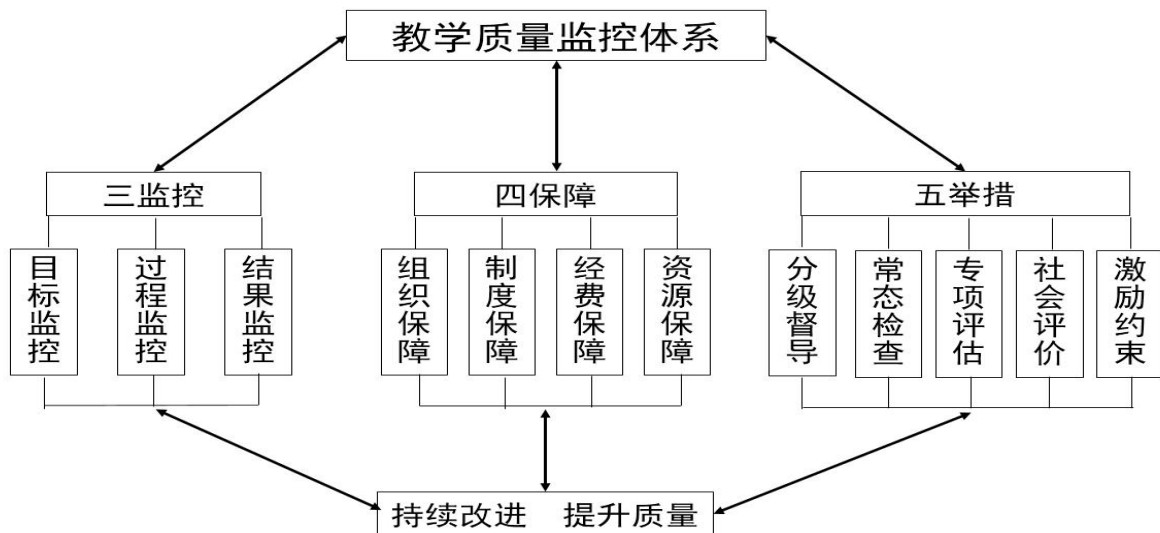 教学质量监控体系
三监控
四保障
五举措
目标监控
过程监控
结果监控
组织保障
制度保障
经费保障
资源保障
分级督导
常态检查
专项评估
社会评价
激励约束
持续改进 提升质量